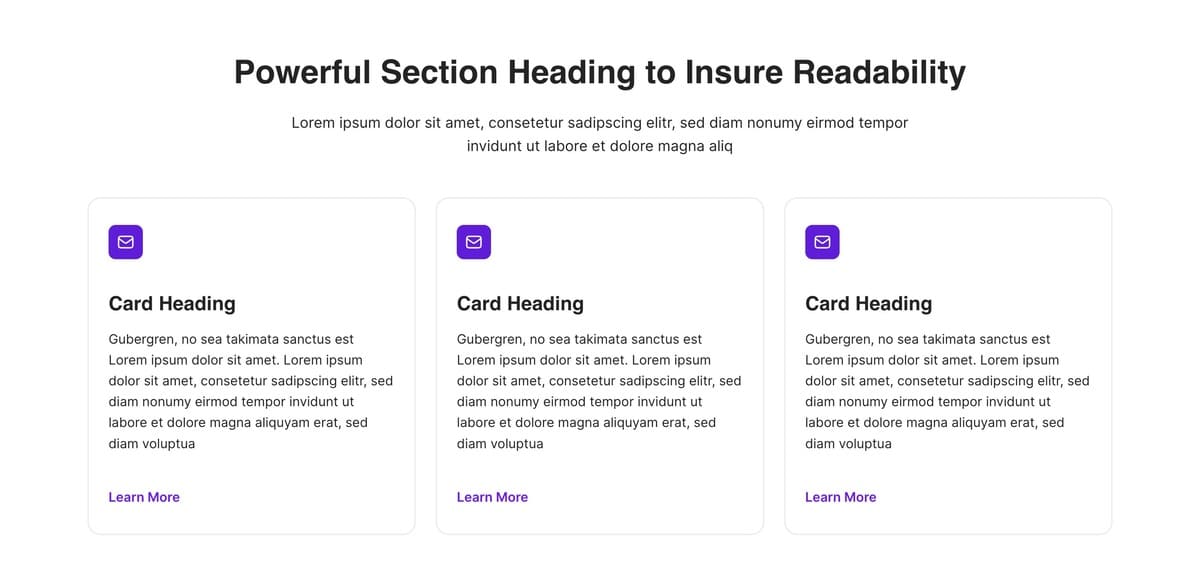 Powerful Section Heading to Insure Readability
Lorem ipsum dolor sit amet, consetetur sadipscing elitr, sed diam nonumy eirmod tempor
invidunt ut labore et dolore magna aliq
Card Heading
Gubergren, no sea takimata sanctus est
Lorem ipsum dolor sit amet. Lorem ipsum
dolor sit amet, consetetur sadipscing elitr, sed
diam nonumy eirmod tempor invidunt ut
labore et dolore magna aliquyam erat, sed
diam voluptua
Learn More
Card Heading
Gubergren, no sea takimata sanctus est
Lorem ipsum dolor sit amet. Lorem ipsum
dolor sit amet, consetetur sadipscing elitr, sed
diam nonumy eirmod tempor invidunt ut
labore et dolore magna aliquyam erat, sed
diam voluptua
Learn More
Card Heading
Gubergren, no sea takimata sanctus est
Lorem ipsum dolor sit amet. Lorem ipsum
dolor sit amet, consetetur sadipscing elitr, sed
diam nonumy eirmod tempor invidunt ut
labore et dolore magna aliquyam erat, sed
diam voluptua
Learn More